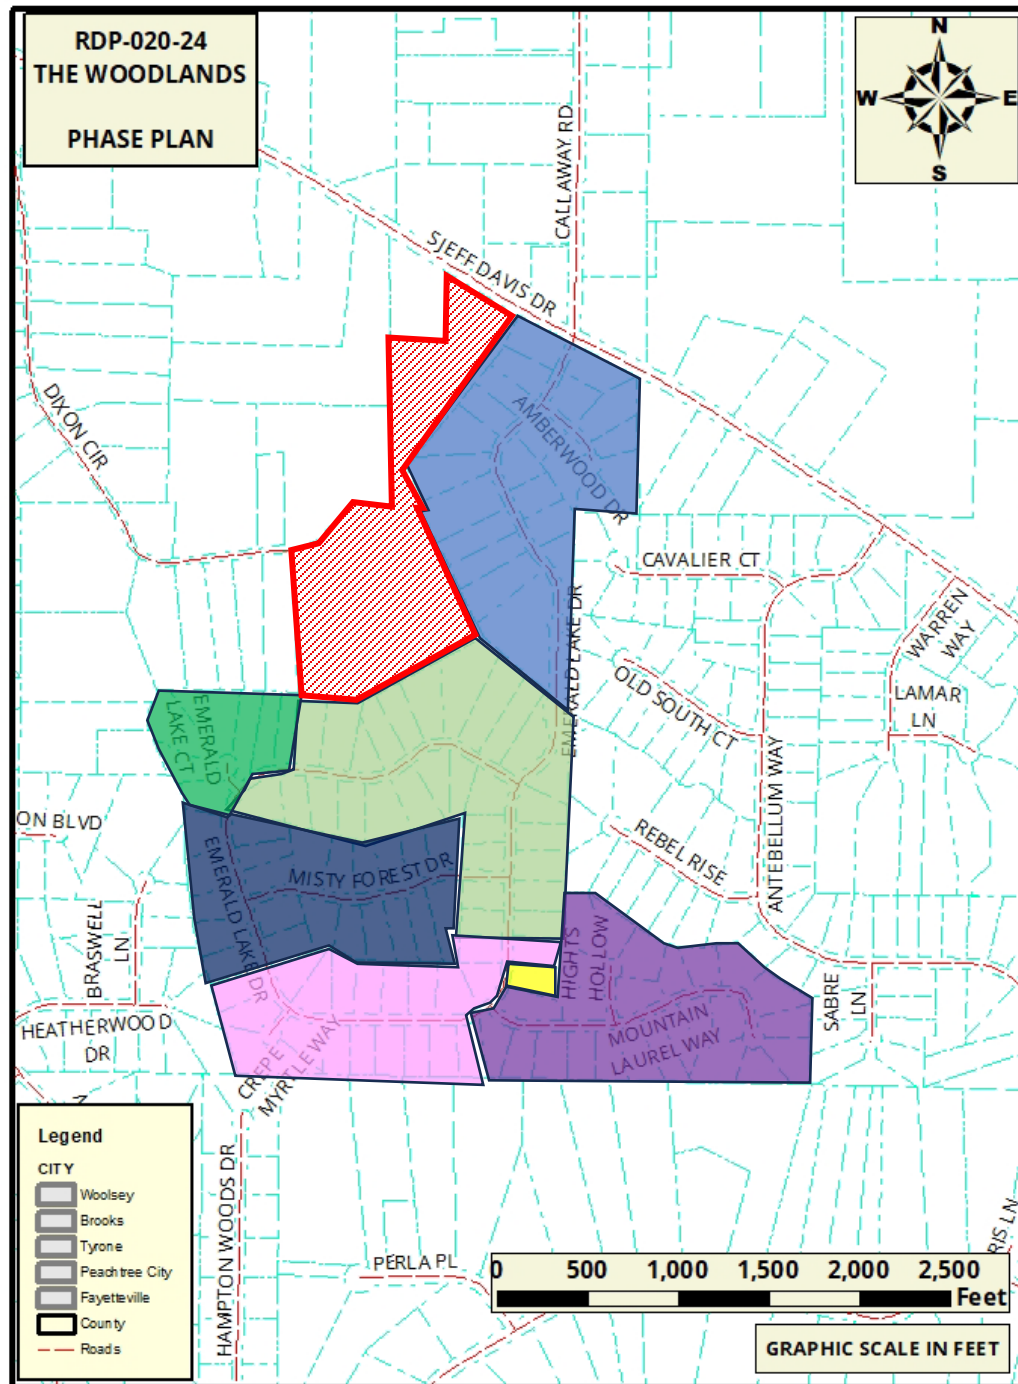 RDP-020-24
THE WOODLANDS
PHASE PLAN
N
W
E
S
CALLAWAY RD
SJEFF DAVIS DR
DIXON CIR
AMBERWOOD DR
CAVALIER CT
EMERALD LAKE DR
WARREN
WAY
OLD SOUTH CT
LAMAR
LN
EMERALD
LAKE CT
ANTEBELLUM WAY
ON BLVD
REBEL RISE
EMERALD LAKE DR
MISTY FOREST DR
BRASWELL
LN
HIGHTS
HOLLOW
SABRE
LN
HEATHERWOOD
DR
MOUNTAIN
LAUREL WAY
CREPE
MYRTLE WAY
HAMPTON WOODS DR
PERLA PL
RIS LN
Legend
CITY
Woolsey
Brooks
Tyrone
Peachtree City
Fayetteville
County
Roads
0 500 1,000 1,500 2,000 2,500
Feet
GRAPHIC SCALE IN FEET